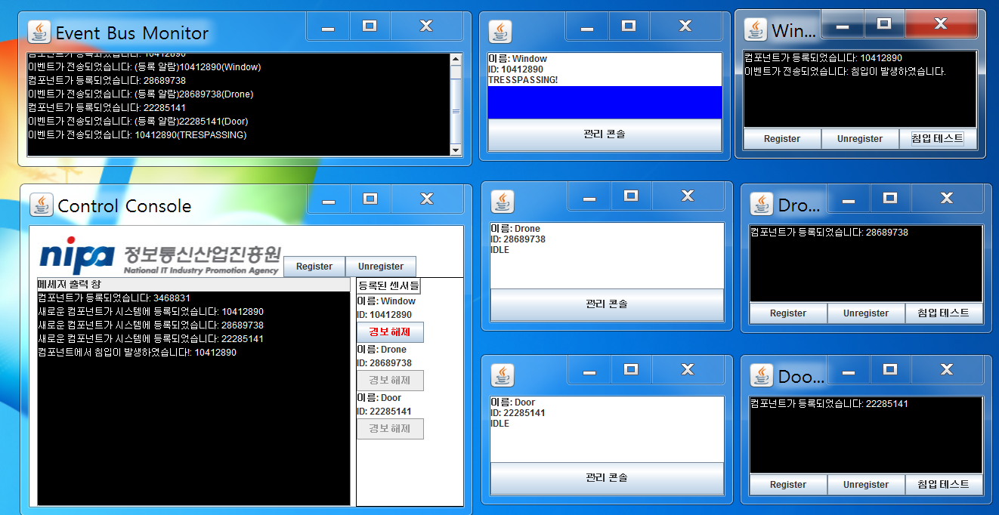 Event Bus Monitor
컴포넌트가 등록되었습니다: 10412890
이벤트가 전송되었습니다: (등록 알람)10412890(Window)
컴포넌트가 등록되었습니다: 28689738
이벤트가 전송되었습니다: (등록 알람)28689738(Drone)
컴포넌트가 등록되었습니다: 22285141
이벤트가 전송되었습니다: (등록 알람)22285141(Door)
이벤트가 전송되었습니다: 10412890(TRESPASSING)
이름: Window
ID: 10412890
TRESSPASSING!
관리 콘솔
Win...
컴포넌트가 등록되었습니다: 10412890
이벤트가 전송되었습니다: 침입이 발생하였습니다.
Register Unregister 침입 테스트
Control Console
nipa 정보통신산업진흥원
National IT Industry Promotion Agency
Register Unregister
메세지 출력 창
컴포넌트가 등록되었습니다: 3468831
새로운 컴포넌트가 시스템에 등록되었습니다: 10412890
새로운 컴포넌트가 시스템에 등록되었습니다: 28689738
새로운 컴포넌트가 시스템에 등록되었습니다: 22285141
컴포넌트에서 침입이 발생하였습니다!: 10412890
등록된 센서들
이름: Window
ID: 10412890
경보 해제
이름: Drone
ID: 28689738
경보 해제
이름: Door
ID: 22285141
경보 해제
이름: Drone
ID: 28689738
IDLE
관리 콘솔
Dro...
컴포넌트가 등록되었습니다: 28689738
Register Unregister 침입 테스트
이름: Door
ID: 22285141
IDLE
관리 콘솔
Doo...
컴포넌트가 등록되었습니다: 22285141
Register Unregister 침입 테스트